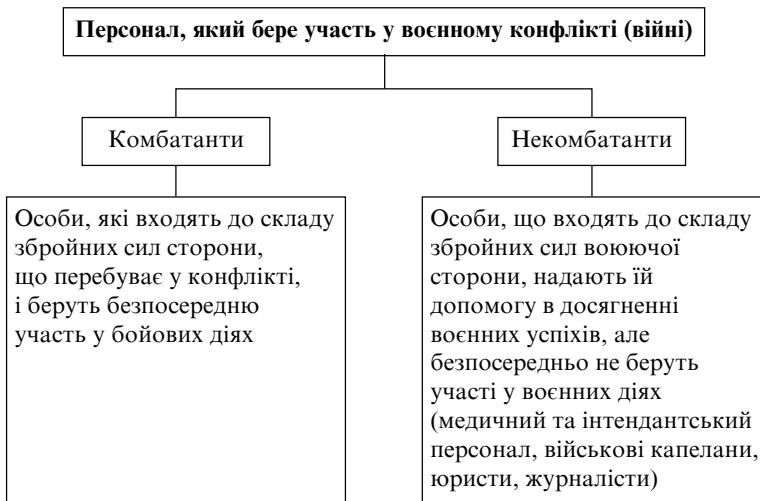 Персонал, який бере участь у воєнному конфлікті (війні)
Комбатанти
Некомбатанти
Особи, які входять до складу
збройних сил сторони,
що перебуває у конфлікті,
і беруть безпосередню
участь у бойових діях
Особи, що входять до складу
збройних сил воюючої
сторони, надають їй
допомогу в досягненні
воєнних успіхів, але
безпосередньо не беруть
участі у воєнних діях
(медичний та інтендантський
персонал, військові капелани,
юристи, журналісти)